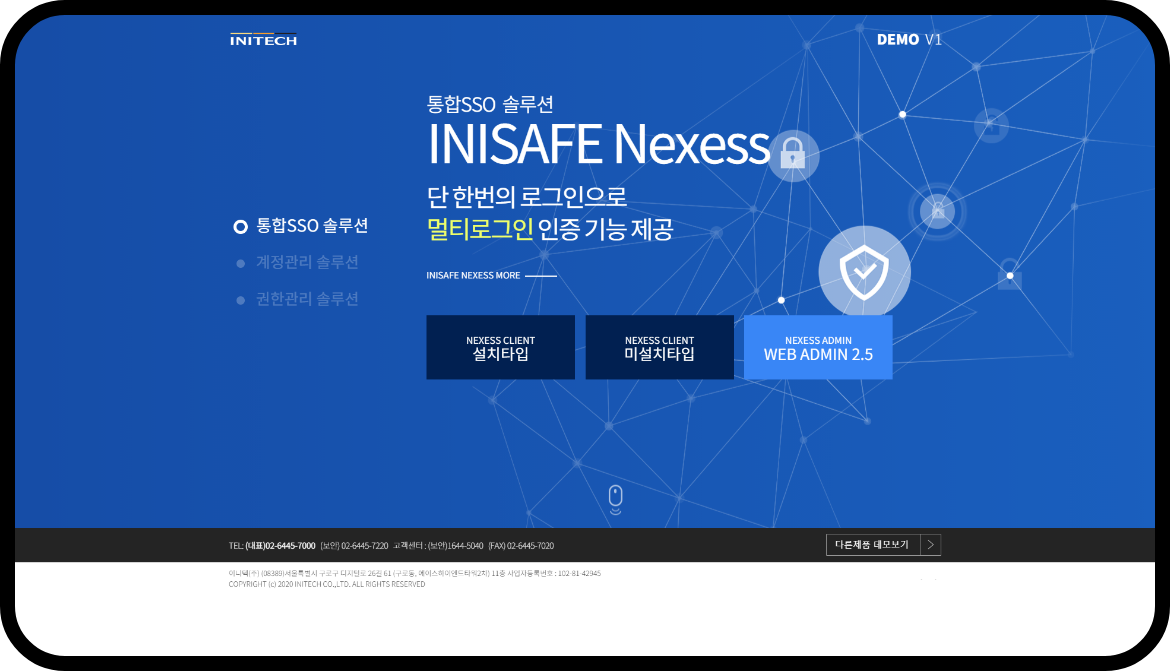 INITECH
DEMO V1
통합SSO 솔루션
INISAFE Nexess
단 한번의 로그인으로
멀티로그인 인증 기능 제공
통합SSO 솔루션
계정관리 솔루션
권한관리 솔루션
INISAFE NEXESS MORE
NEXESS CLIENT
설치타입
NEXESS CLIENT
미설치타입
NEXESS ADMIN
WEB ADMIN 2.5
TEL: (대표)02-6445-7000 (보안) 02-6445-7220 고객센터 : (보안)1644-5040 (FAX) 02-6445-7020
다른제품 데모보기
이니텍(주) (08389)서울특별시 구로구 디지털로 26길 61 (구로동, 에이스하이엔드타워2차) 11층 사업자등록번호 : 102-81-42945
COPYRIGHT (c) 2020 INITECH CO.,LTD. ALL RIGHTS RESERVED